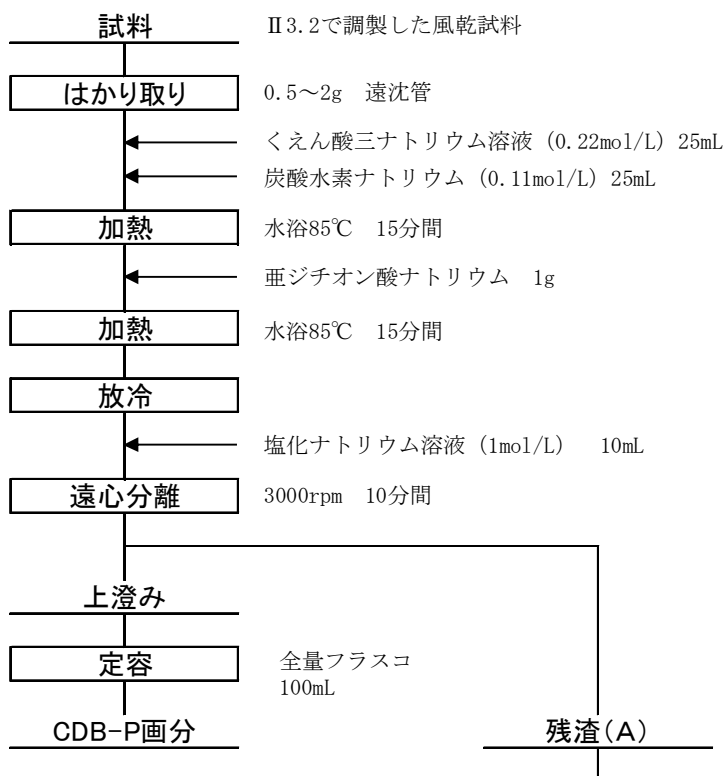 試料
Ⅱ3.2で調製した風乾試料
はかり取り
0.5～2g　遠沈管
くえん酸三ナトリウム溶液（0.22mol/L）25mL
炭酸水素ナトリウム（0.11mol/L）25mL
加熱
水浴85℃　15分間
亜ジチオン酸ナトリウム　1g
加熱
水浴85℃　15分間
放冷
塩化ナトリウム溶液（1mol/L）　10mL
遠心分離
3000rpm　10分間
上澄み
定容
全量フラスコ
100mL
CDB-P画分
残渣(A)